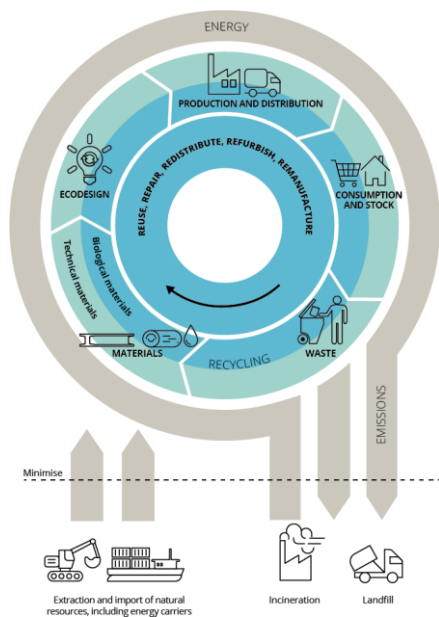 ENERGY
PRODUCTION AND DISTRIBUTION
REUSE, REPAIR, REDISTRIBUTE, REFURBISH, REMANUFACTURE
ECODESIGN
CONSUMPTION
AND STOCK
Technical materials
Biological materials
MATERIALS
RECYCLING
WASTE
EMISSIONS
Minimise
Extraction and import of natural
resources, including energy carriers
Incineration
Landfill